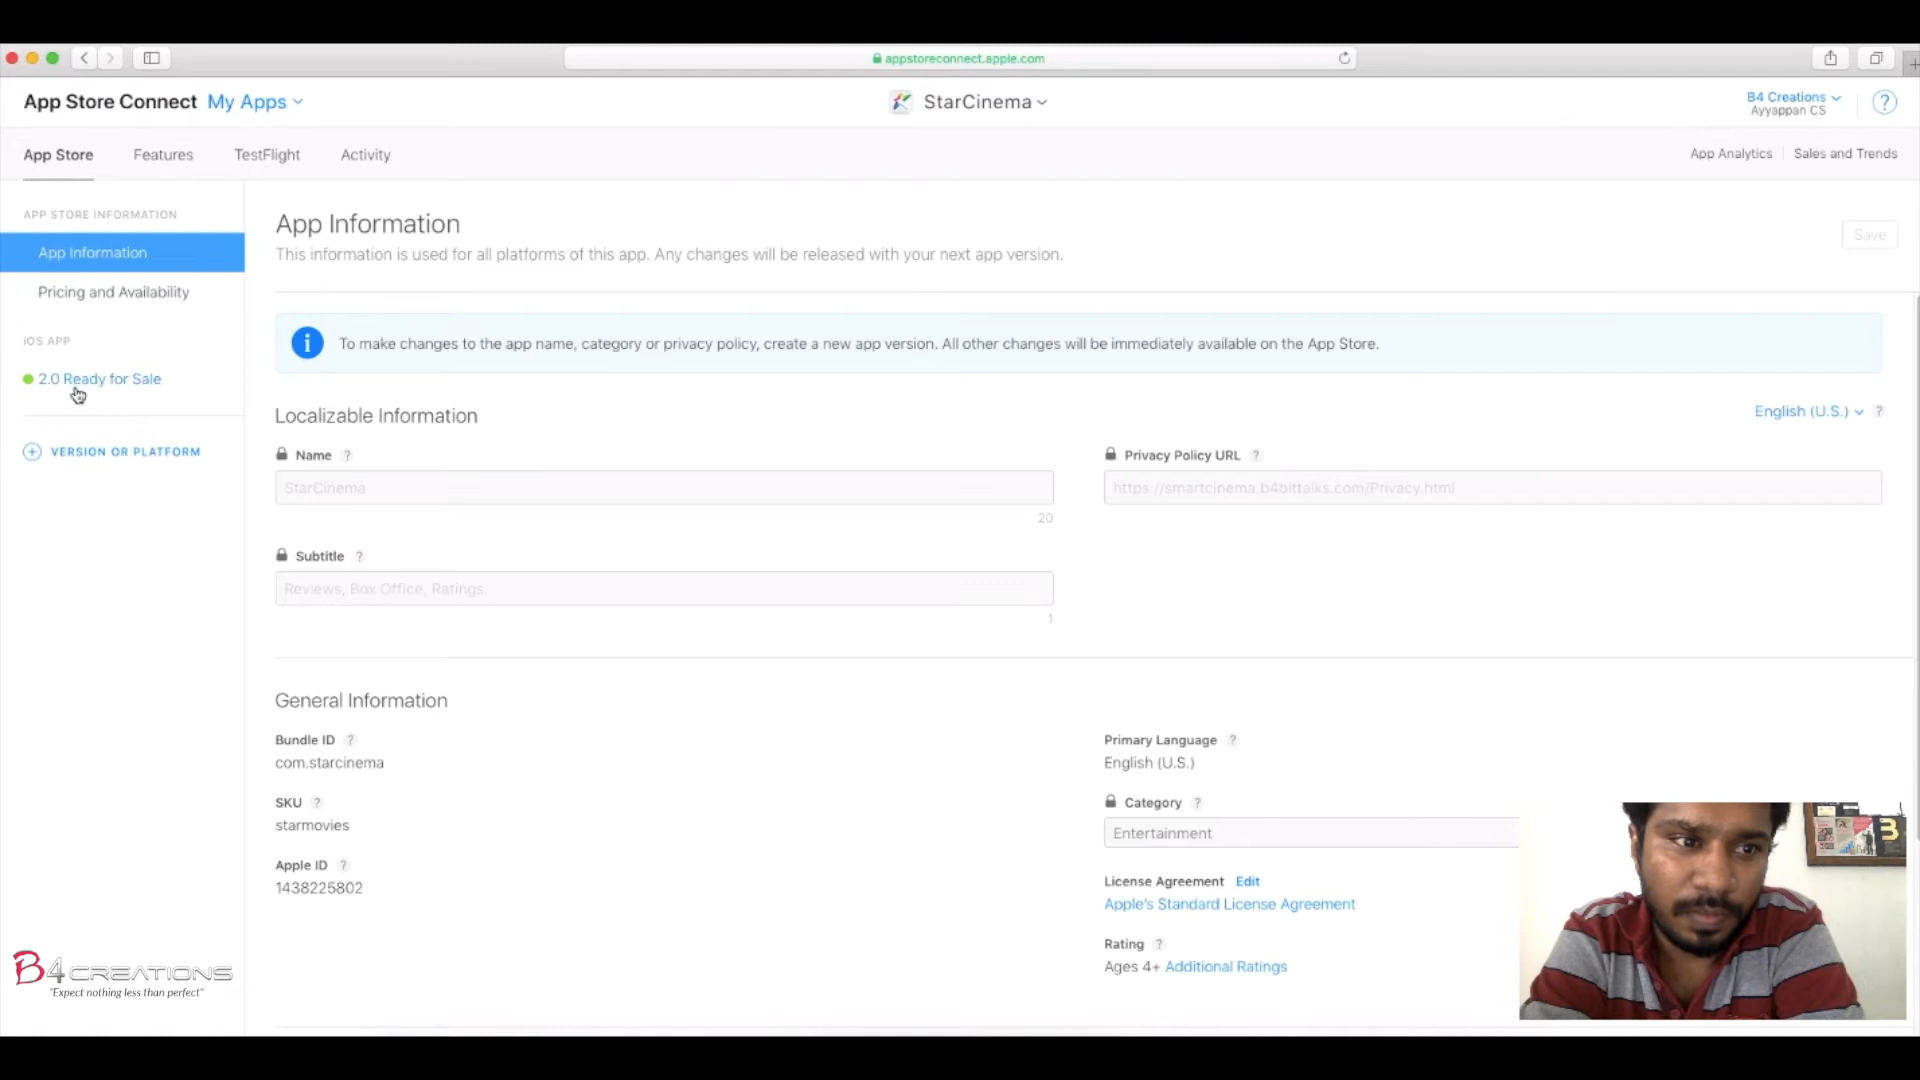 appstoreconnect.apple.com
App Store Connect My Apps
StarCinema
B4 Creations
Ayyappan CS
?
App Store Features TestFlight Activity
App Analytics Sales and Trends
APP STORE INFORMATION
App Information
Pricing and Availability
iOS APP
2.0 Ready for Sale
VERSION OR PLATFORM
App Information
This information is used for all platforms of this app. Any changes will be released with your next app version.
Save
i To make changes to the app name, category or privacy policy, create a new app version. All other changes will be immediately available on the App Store.
Localizable Information
English (U.S.) ?
Name ?
StarCinema
20
Privacy Policy URL ?
https://smartcinema.b4bittalks.com/Privacy.html
Subtitle ?
Reviews, Box Office, Ratings.
1
General Information
Bundle ID ?
com.starcinema
SKU ?
starmovies
Apple ID ?
1438225802
Primary Language ?
English (U.S.)
Category ?
Entertainment
License Agreement Edit
Apple's Standard License Agreement
Rating ?
Ages 4+ Additional Ratings
B4CREATIONS
"Expect nothing less than perfect"
B